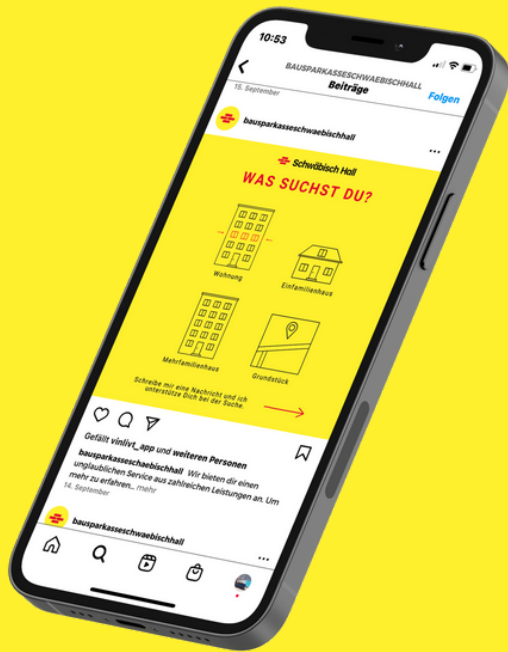 10:53
BAUSPARKASSESCHWAEBISCHHALL
Beiträge
Folgen
15. September
bausparkasseschwaebischhall
Schwäbisch Hall
WAS SUCHST DU?
Wohnung
Einfamilienhaus
Mehrfamilienhaus
Grundstück
Schreibe mir eine Nachricht und ich
unterstütze Dich bei der Suche.
Gefällt vinlivt_app und weiteren Personen
bausparkasseschaebischhall Wir bieten dir einen
unglaublichen Service aus zahlreichen Leistungen an. Um
mehr zu erfahren... mehr
14. September
bausparkasseschwaebischhall